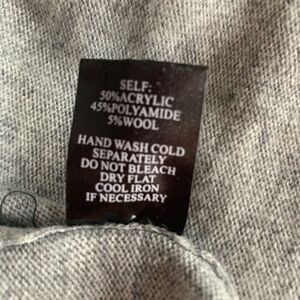 SELF:
50%ACRYLIC
45%POLYAMIDE
5%WOOL
HAND WASH COLD
SEPARATELY
DO NOT BLEACH
DRY FLAT
COOL IRON
IF NECESSARY